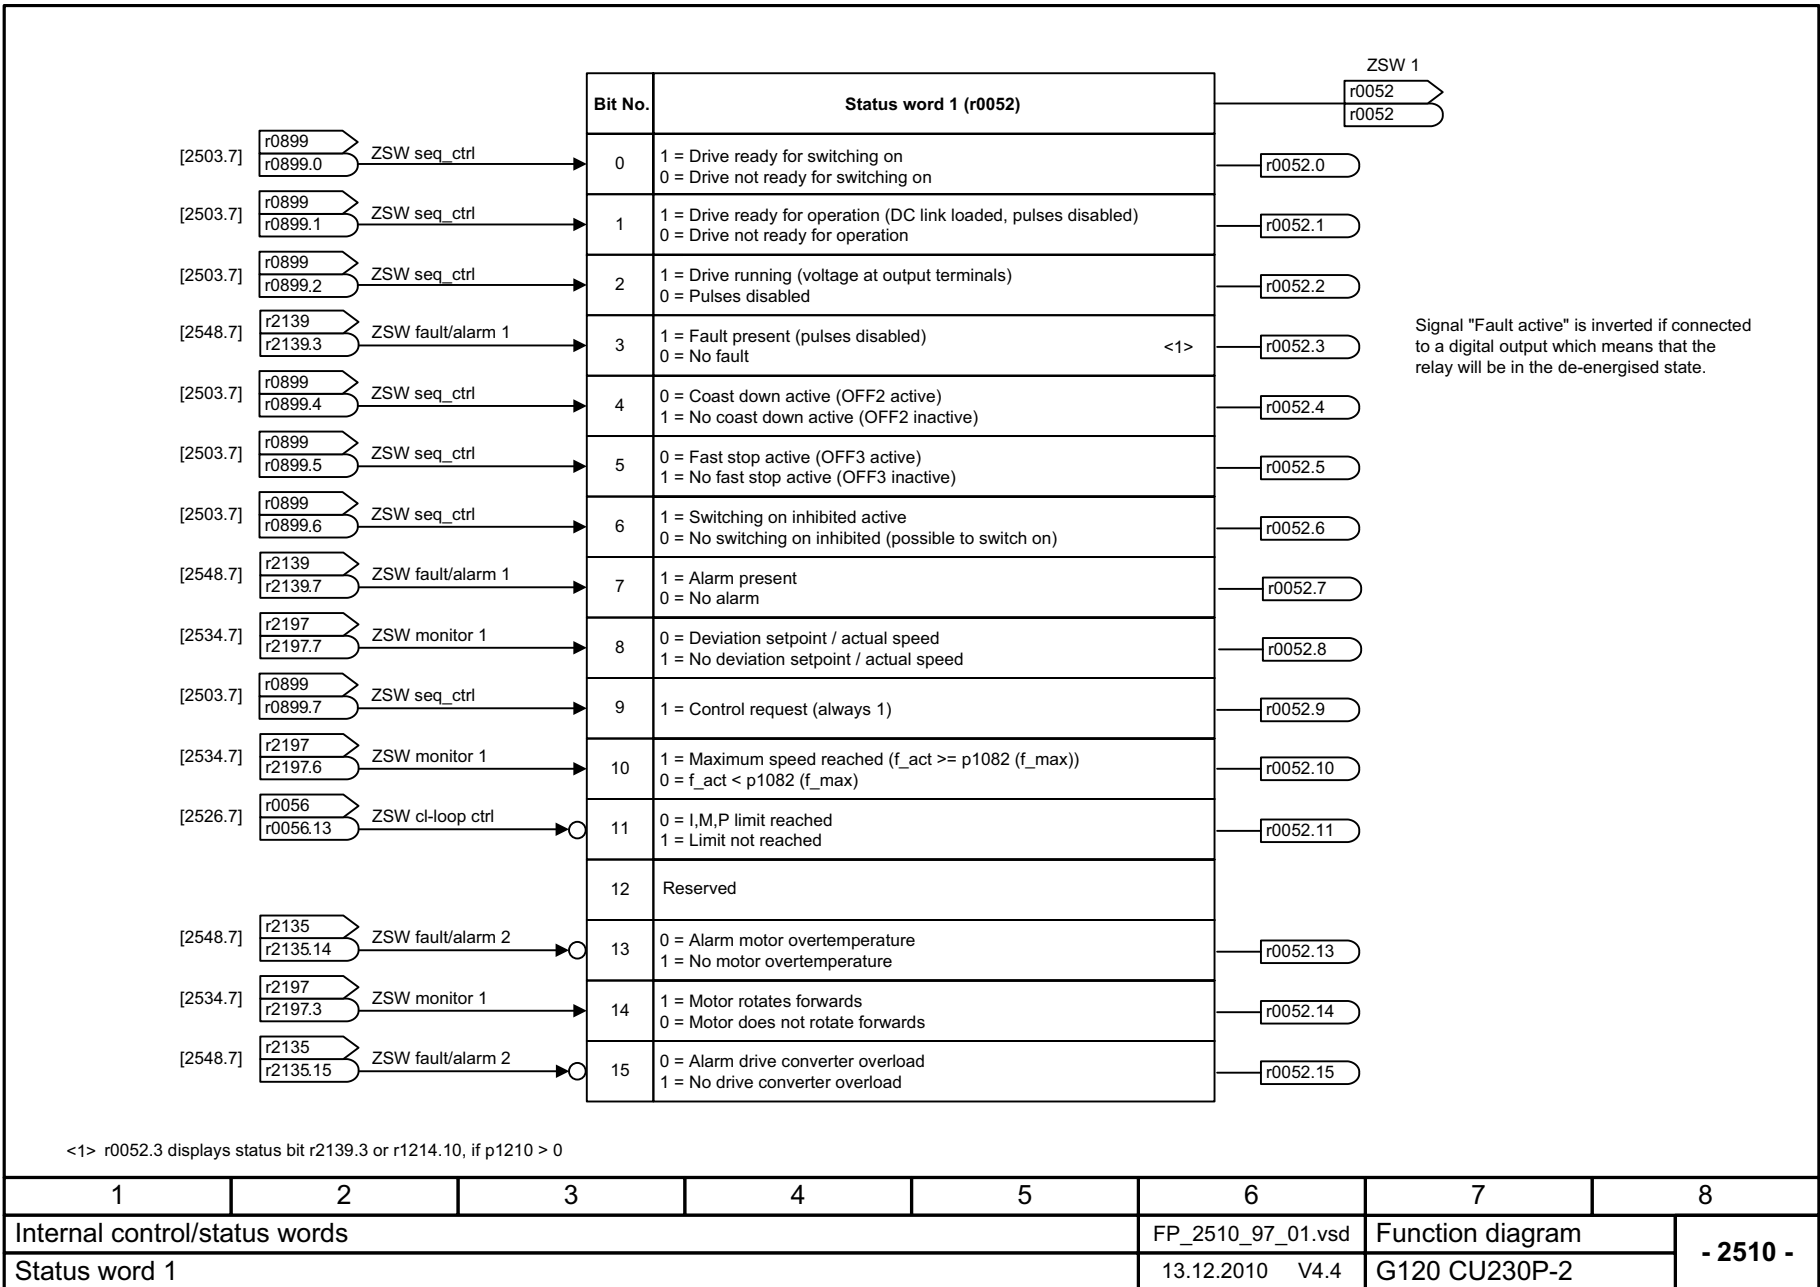 ZSW 1
r0052
r0052
Bit No. Status word 1 (r0052)
[2503.7] r0899 r0899.0 ZSW seq_ctrl
0
1 = Drive ready for switching on
0 = Drive not ready for switching on
r0052.0
[2503.7] r0899 r0899.1 ZSW seq_ctrl
1
1 = Drive ready for operation (DC link loaded, pulses disabled)
0 = Drive not ready for operation
r0052.1
[2503.7] r0899 r0899.2 ZSW seq_ctrl
2
1 = Drive running (voltage at output terminals)
0 = Pulses disabled
r0052.2
[2548.7] r2139 r2139.3 ZSW fault/alarm 1
3
1 = Fault present (pulses disabled)
0 = No fault
<1>
r0052.3
Signal "Fault active" is inverted if connected
to a digital output which means that the
relay will be in the de-energised state.
[2503.7] r0899 r0899.4 ZSW seq_ctrl
4
0 = Coast down active (OFF2 active)
1 = No coast down active (OFF2 inactive)
r0052.4
[2503.7] r0899 r0899.5 ZSW seq_ctrl
5
0 = Fast stop active (OFF3 active)
1 = No fast stop active (OFF3 inactive)
r0052.5
[2503.7] r0899 r0899.6 ZSW seq_ctrl
6
1 = Switching on inhibited active
0 = No switching on inhibited (possible to switch on)
r0052.6
[2548.7] r2139 r2139.7 ZSW fault/alarm 1
7
1 = Alarm present
0 = No alarm
r0052.7
[2534.7] r2197 r2197.7 ZSW monitor 1
8
0 = Deviation setpoint / actual speed
1 = No deviation setpoint / actual speed
r0052.8
[2503.7] r0899 r0899.7 ZSW seq_ctrl
9
1 = Control request (always 1)
r0052.9
[2534.7] r2197 r2197.6 ZSW monitor 1
10
1 = Maximum speed reached (f_act >= p1082 (f_max))
0 = f_act < p1082 (f_max)
r0052.10
[2526.7] r0056 r0056.13 ZSW cl-loop ctrl
11
0 = I,M,P limit reached
1 = Limit not reached
r0052.11
12
Reserved
[2548.7] r2135 r2135.14 ZSW fault/alarm 2
13
0 = Alarm motor overtemperature
1 = No motor overtemperature
r0052.13
[2534.7] r2197 r2197.3 ZSW monitor 1
14
1 = Motor rotates forwards
0 = Motor does not rotate forwards
r0052.14
[2548.7] r2135 r2135.15 ZSW fault/alarm 2
15
0 = Alarm drive converter overload
1 = No drive converter overload
r0052.15
<1> r0052.3 displays status bit r2139.3 or r1214.10, if p1210 > 0
1 2 3 4 5 6 7 8
Internal control/status words FP_2510_97_01.vsd Function diagram
- 2510 -
Status word 1 13.12.2010 V4.4 G120 CU230P-2